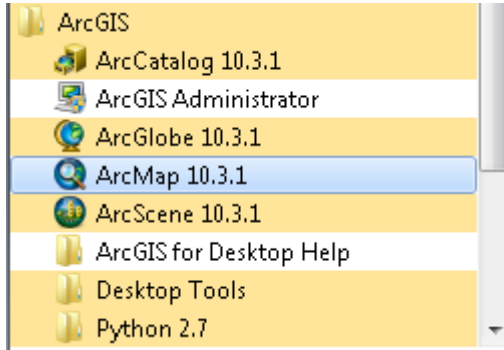 ArcGIS
ArcCatalog 10.3.1
ArcGIS Administrator
ArcGlobe 10.3.1
ArcMap 10.3.1
ArcScene 10.3.1
ArcGIS for Desktop Help
Desktop Tools
Python 2.7